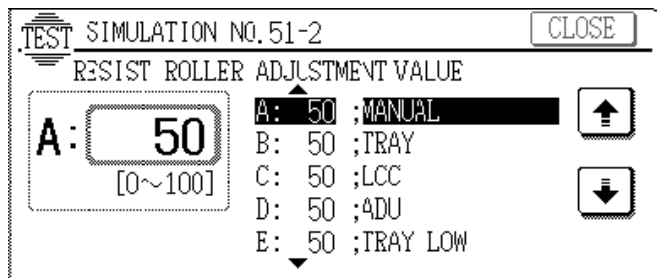 TEST SIMULATION NO.51-2 CLOSE
RESIST ROLLER ADJUSTMENT VALUE
A: 50
[0~100]
A: 50 ;MANUAL
B: 50 ;TRAY
C: 50 ;LCC
D: 50 ;ADU
E: 50 ;TRAY LOW